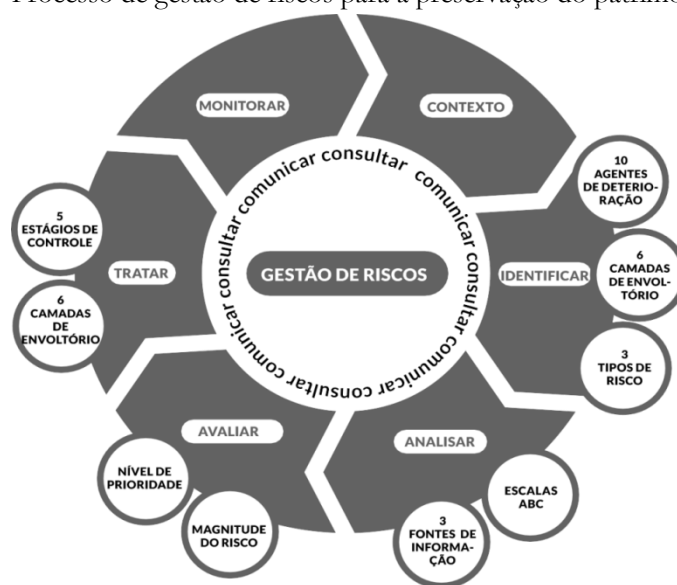 Processo de gestão de riscos para a preservação do
MONITORAR
CONTEXTO
comunicar consultar comunicar consultar comunicar consultar comunicar consultar
GESTÃO DE RISCOS
10
AGENTES
DE DETERIO-
RAÇÃO
IDENTIFICAR
6
CAMADAS
DE ENVOL-
TÓRIO
3
TIPOS DE
RISCO
ANALISAR
ESCALAS
ABC
3
FONTES DE
INFORMA-
ÇÃO
AVALIAR
MAGNITUDE
DO RISCO
NÍVEL DE
PRIORIDADE
TRATAR
6
CAMADAS
DE
ENVOLTÓRIO
5
ESTÁGIOS DE
CONTROLE